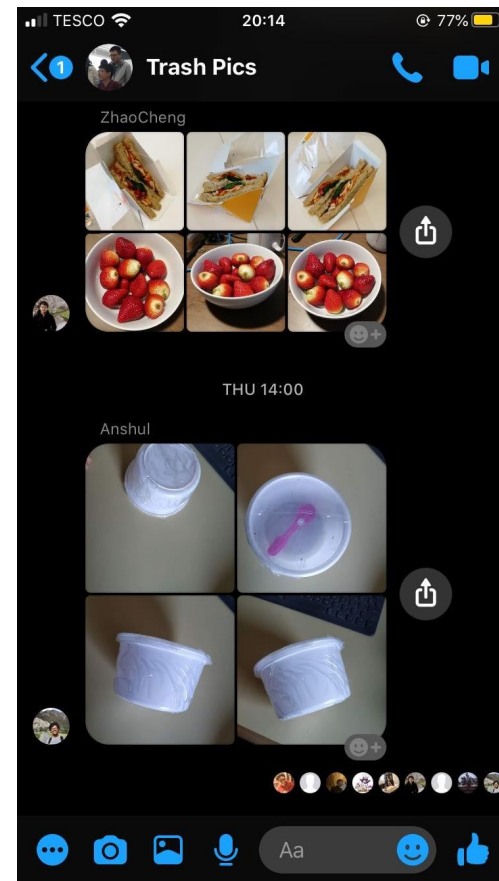 TESCO 20:14 77%
1 Trash Pics
ZhaoCheng
THU 14:00
Anshul
Aa